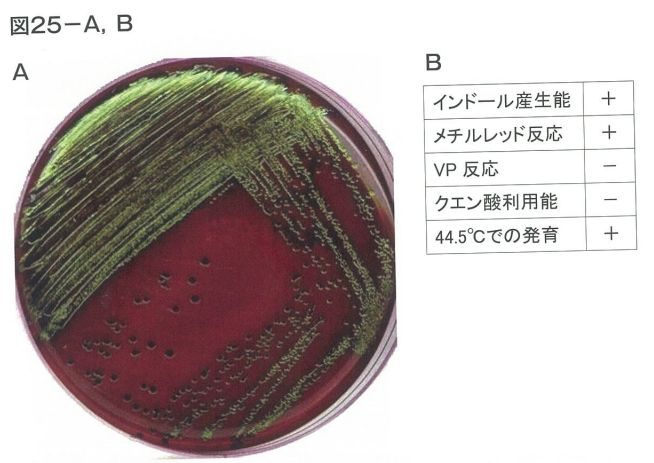 図25－A, B
A
B
インドール産生能 +
メチルレッド反応 +
VP 反応 －
クエン酸利用能 －
44.5℃での発育 +